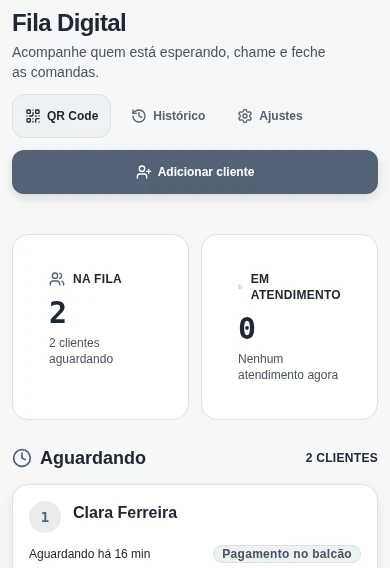 Fila Digital
Acompanhe quem está esperando, chame e feche
as comandas.
QR Code
Histórico
Ajustes
Adicionar cliente
NA FILA
2
2 clientes
aguardando
EM
ATENDIMENTO
0
Nenhum
atendimento agora
Aguardando
2 CLIENTES
1
Clara Ferreira
Aguardando há 16 min
Pagamento no balcão